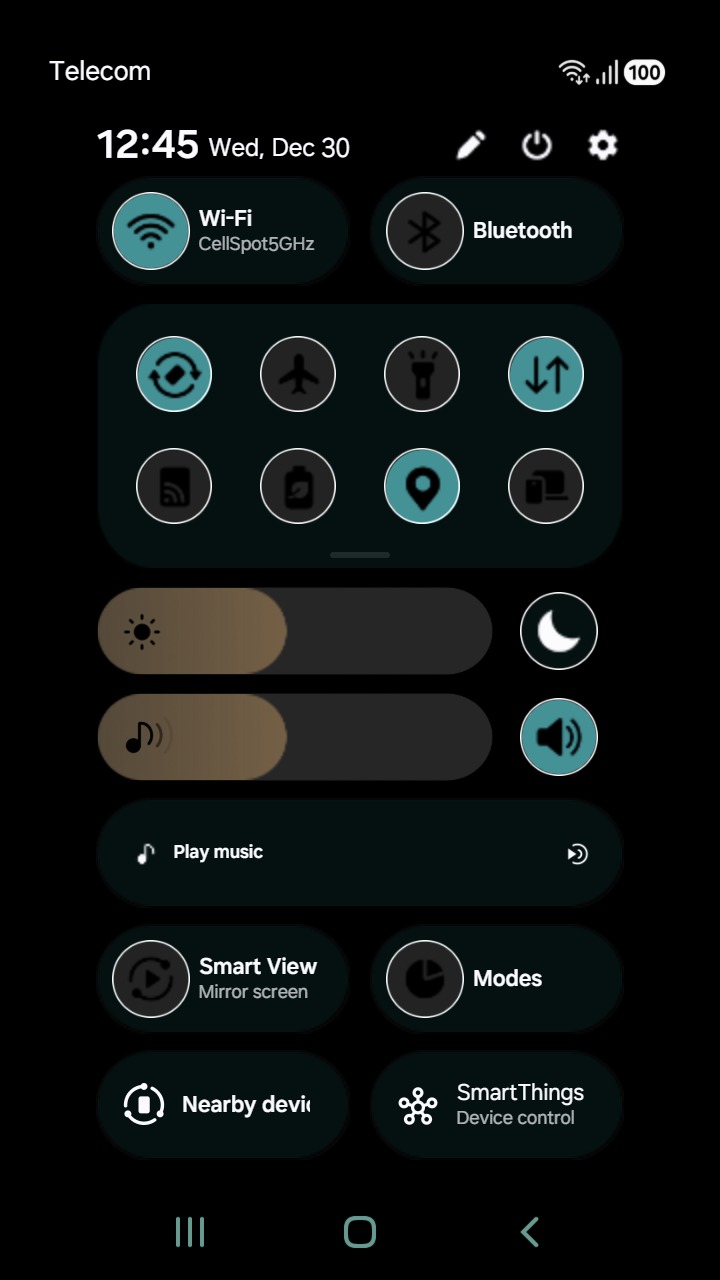 Telecom
100
12:45 Wed, Dec 30
Wi-Fi
CellSpot5GHz
Bluetooth
Play music
Smart View
Mirror screen
Modes
Nearby devi
SmartThings
Device control